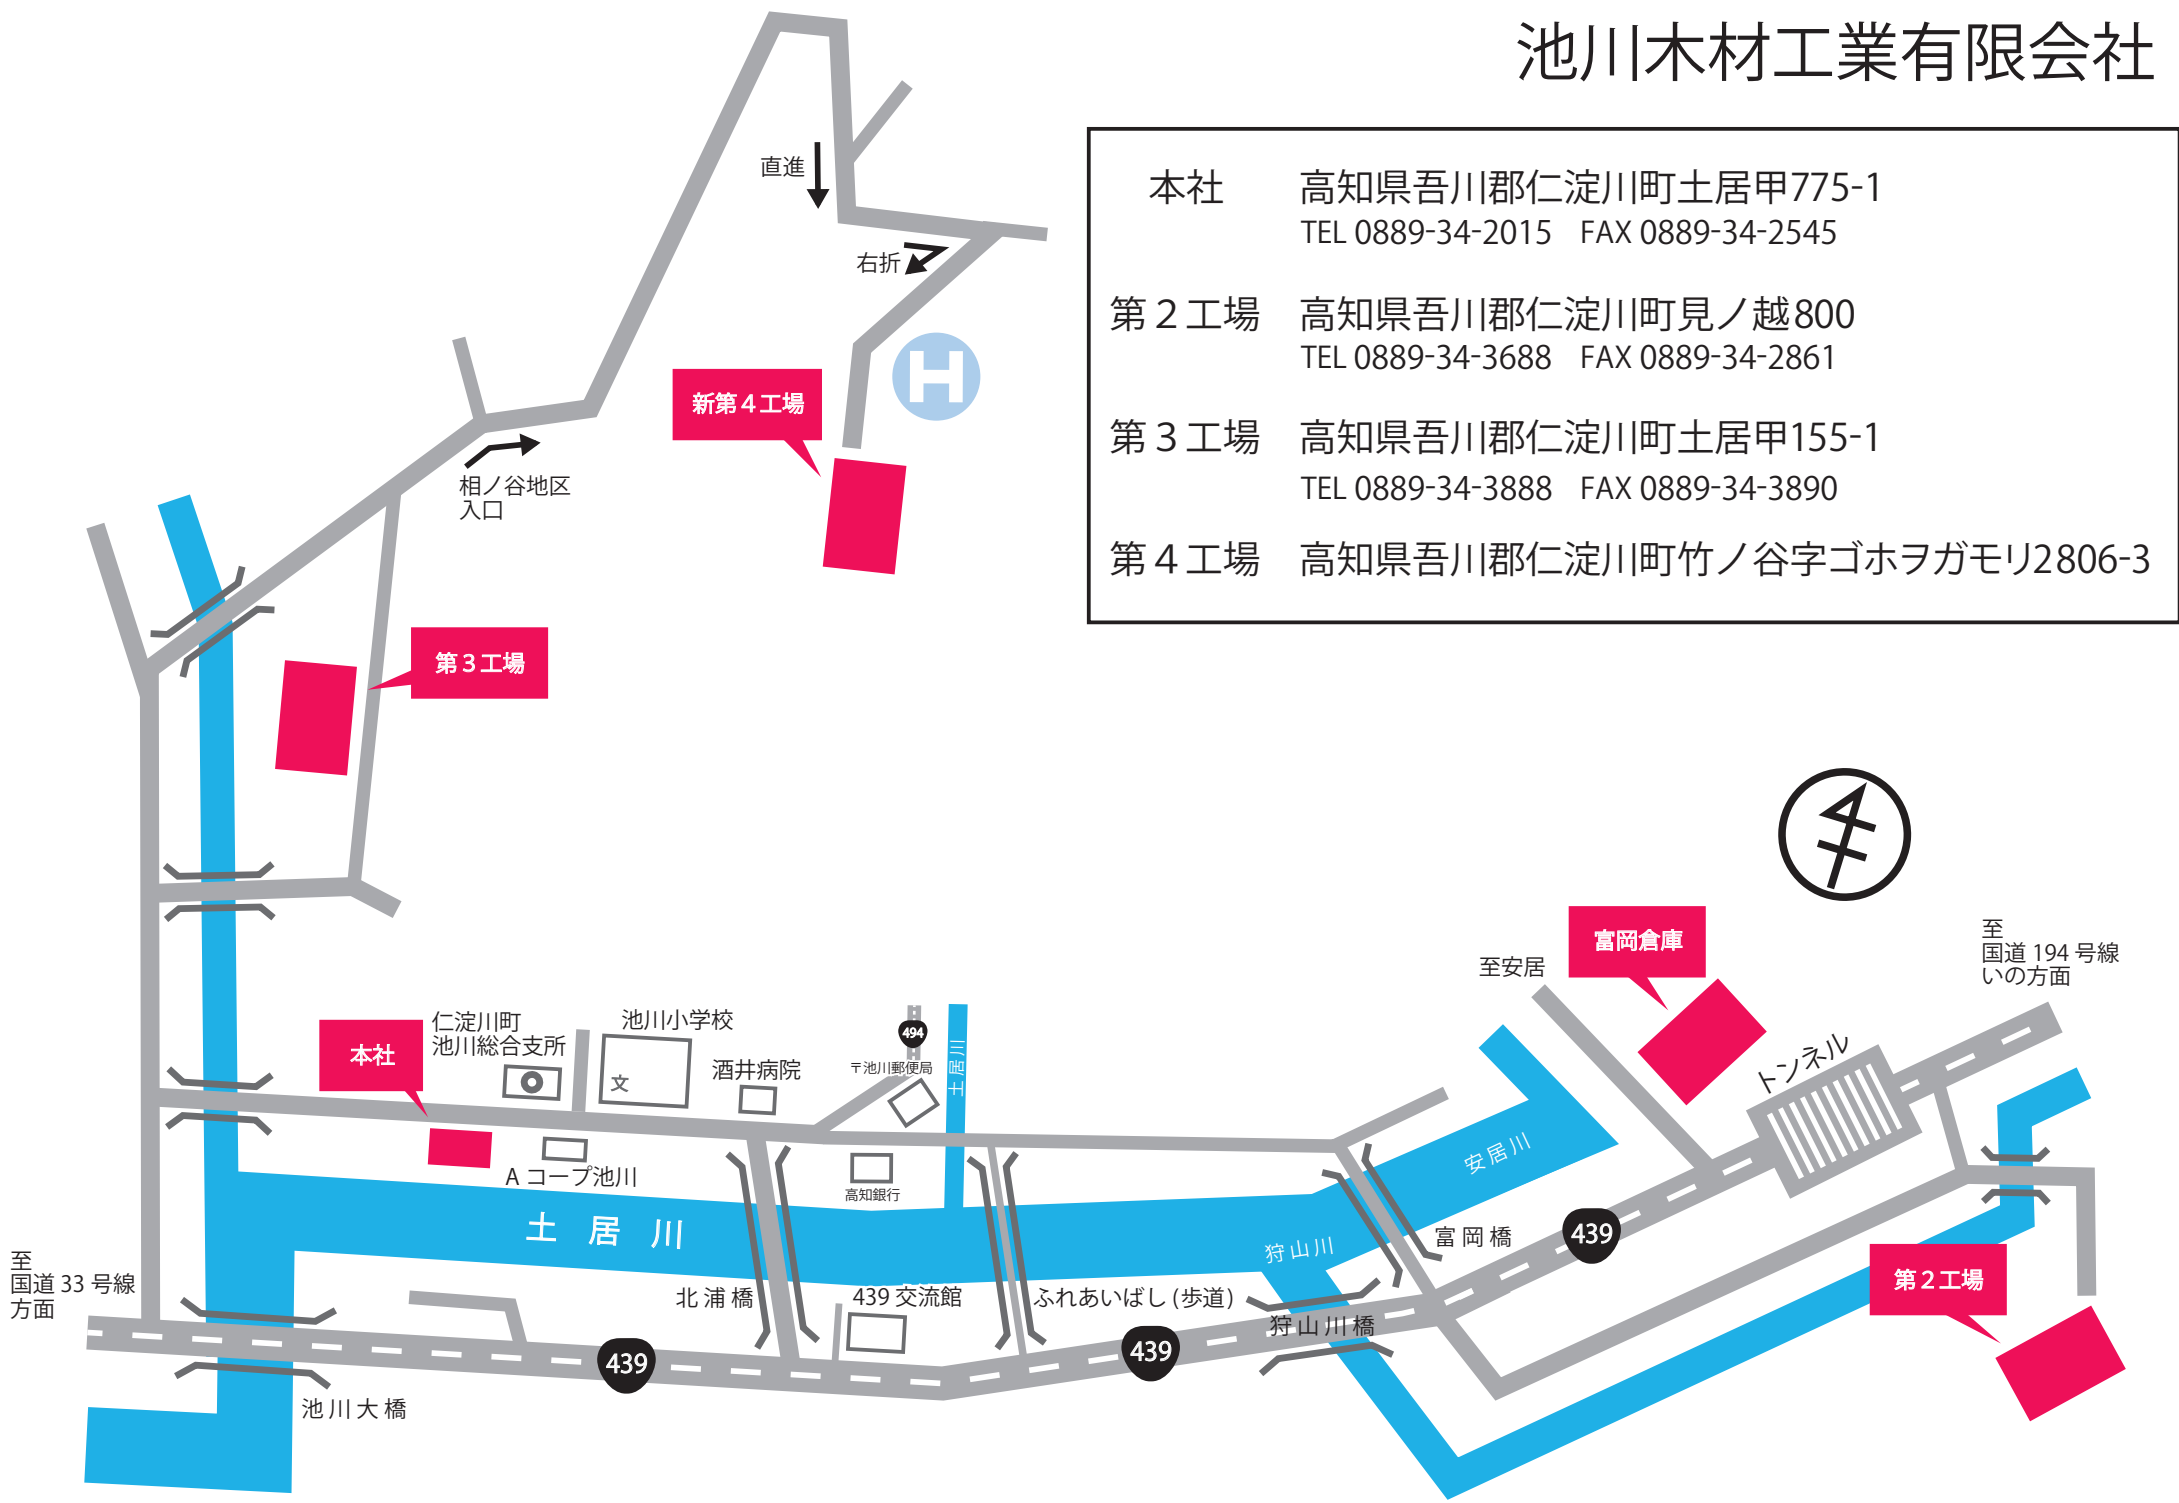 池川木材工業有限会社
本社 高知県吾川郡仁淀川町土居甲775-1
TEL 0889-34-2015 FAX 0889-34-2545
第２工場 高知県吾川郡仁淀川町見ノ越800
TEL 0889-34-3688 FAX 0889-34-2861
第３工場 高知県吾川郡仁淀川町土居甲155-1
TEL 0889-34-3888 FAX 0889-34-3890
第４工場 高知県吾川郡仁淀川町竹ノ谷字ゴホヲガモリ2806-3
直進
右折
H
新第４工場
相ノ谷地区
入口
第３工場
富岡倉庫
至
国道 194 号線
いの方面
至安居
トンネル
本社
仁淀川町
池川総合支所
池川小学校
文
酒井病院
494
〒池川郵便局
土居川
A コープ池川
高知銀行
安居川
土居川
狩山川
富岡橋
439
第２工場
至
国道 33 号線
方面
北浦橋
439 交流館
ふれあいばし (歩道)
狩山川橋
439
439
池川大橋